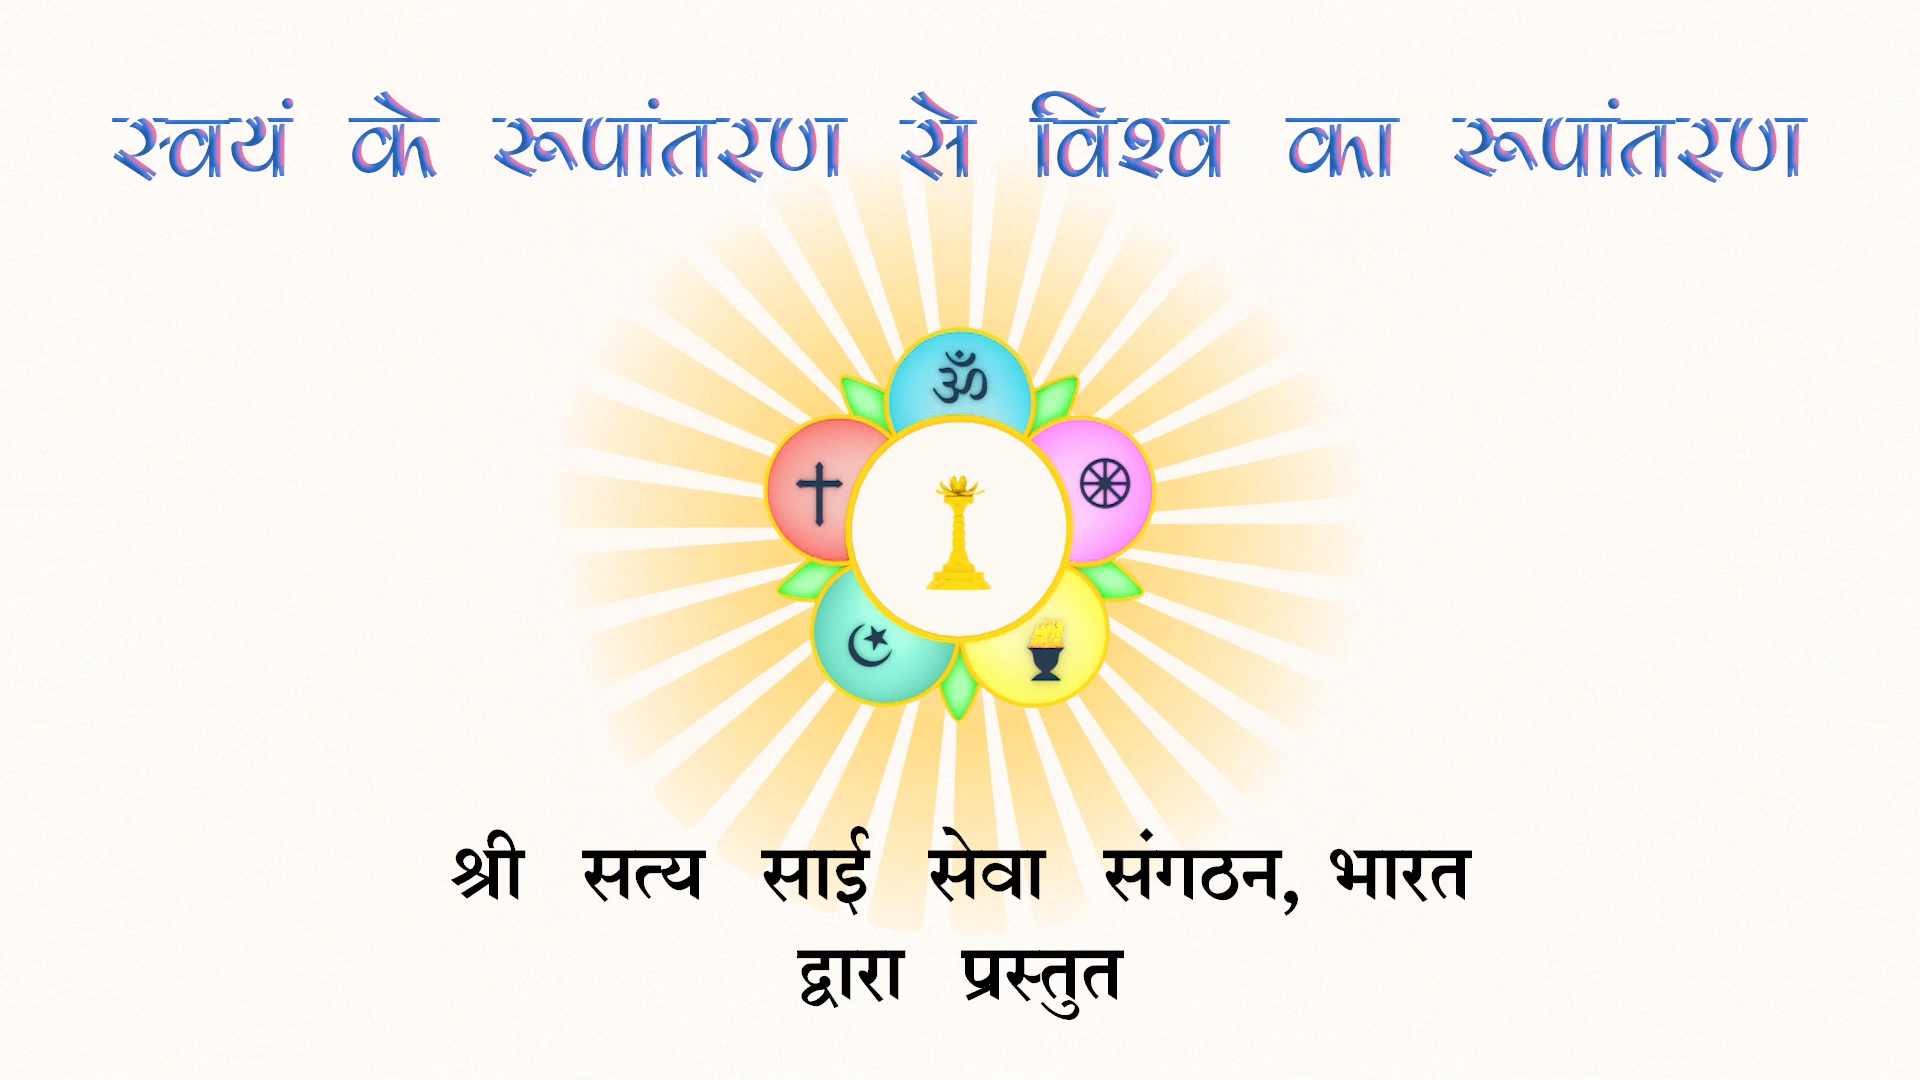 स्वयं के रूपांतरण से विश्व का रूपांतरण
ॐ
श्री सत्य साई सेवा संगठन, भारत
द्वारा प्रस्तुत